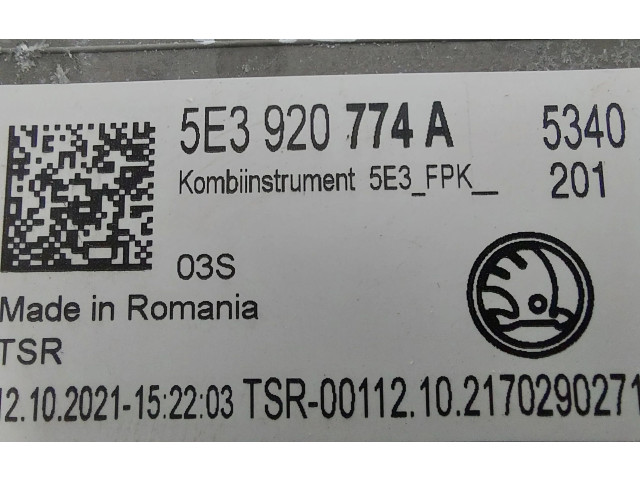 5E3 920 774 A 5340
Kombiinstrument 5E3_FPK__ 201
03S
Made in Romania
TSR
12.10.2021-15:22:03 TSR-00112.10.2170290271